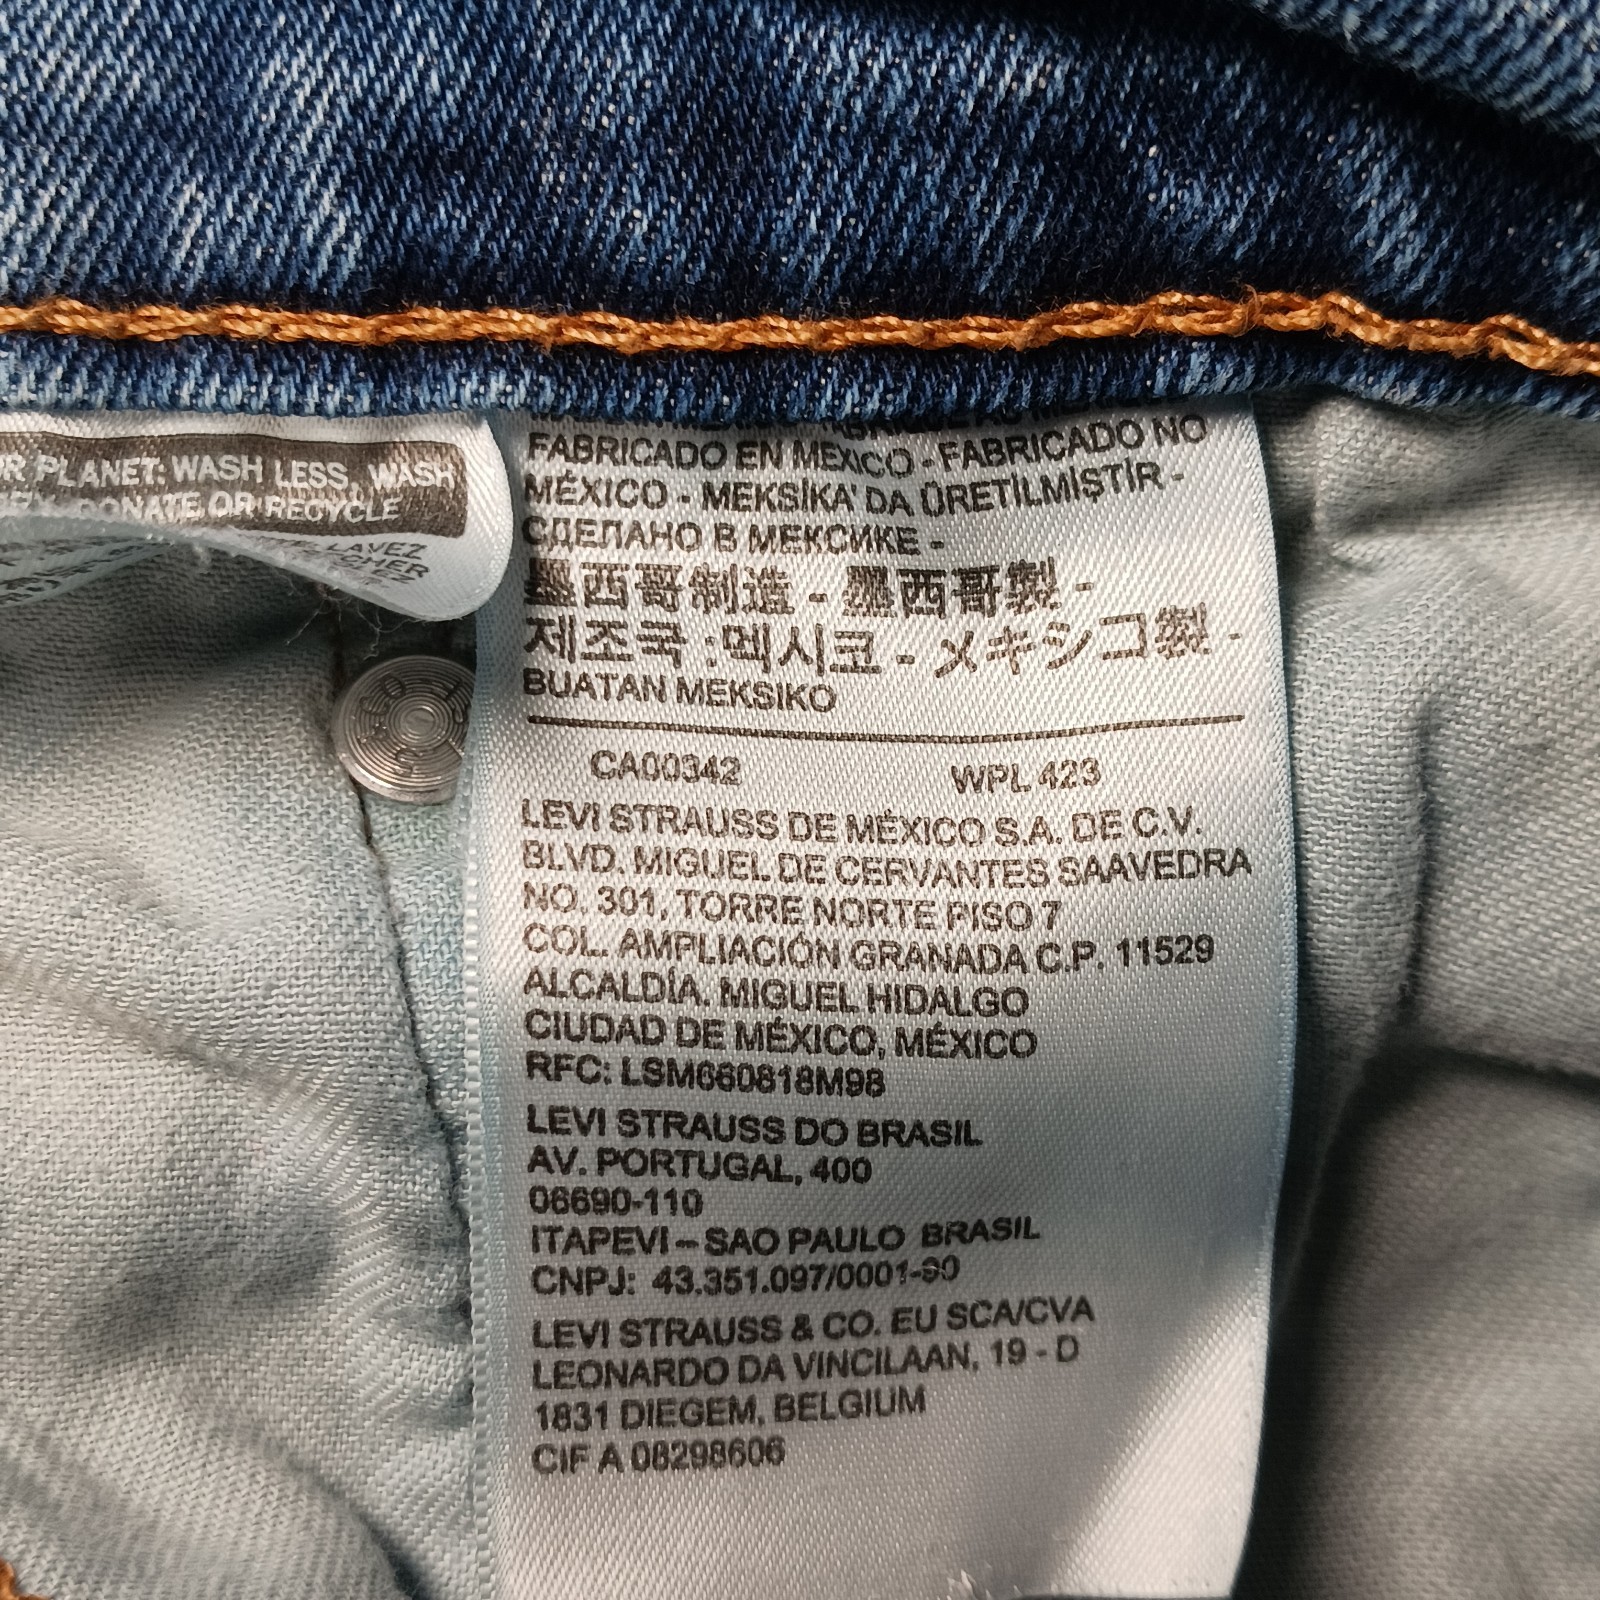 R PLANET: WASH LESS, WASH
DONATE OR RECYCLE
LAVEZ
FABRICADO EN MÉXICO - FABRICADO NO
MÉXICO - MEKSİKA' DA ÜRETİLMİŞTİR -
СДЕЛАНО В МЕКСИКЕ -
墨西哥制造 - 墨西哥製 -
제조국 : 멕시코 - メキシコ製 -
BUATAN MEKSIKO
CA00342 WPL 423
LEVI STRAUSS DE MÉXICO S.A. DE C.V.
BLVD. MIGUEL DE CERVANTES SAAVEDRA
NO. 301, TORRE NORTE PISO 7
COL. AMPLIACIÓN GRANADA C.P. 11529
ALCALDÍA. MIGUEL HIDALGO
CIUDAD DE MÉXICO, MÉXICO
RFC: LSM660818M98
LEVI STRAUSS DO BRASIL
AV. PORTUGAL, 400
06690-110
ITAPEVI – SAO PAULO BRASIL
CNPJ: 43.351.097/0001-90
LEVI STRAUSS & CO. EU SCA/CVA
LEONARDO DA VINCILAAN, 19 - D
1831 DIEGEM, BELGIUM
CIF A 08298606